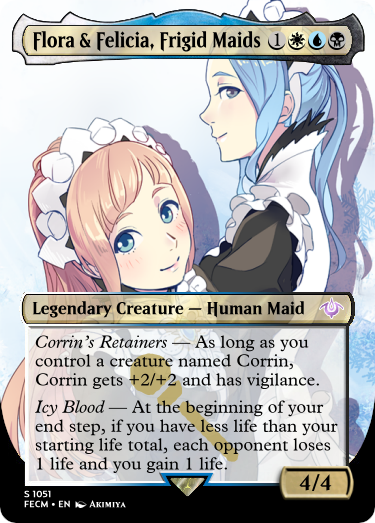 Flora & Felicia, Frigid Maids 1
Legendary Creature — Human Maid
Corrin's Retainers — As long as you
control a creature named Corrin,
Corrin gets +2/+2 and has vigilance.
Icy Blood — At the beginning of your
end step, if you have less life than your
starting life total, each opponent loses
1 life and you gain 1 life.
4/4
S 1051
FECM • EN Akimiya